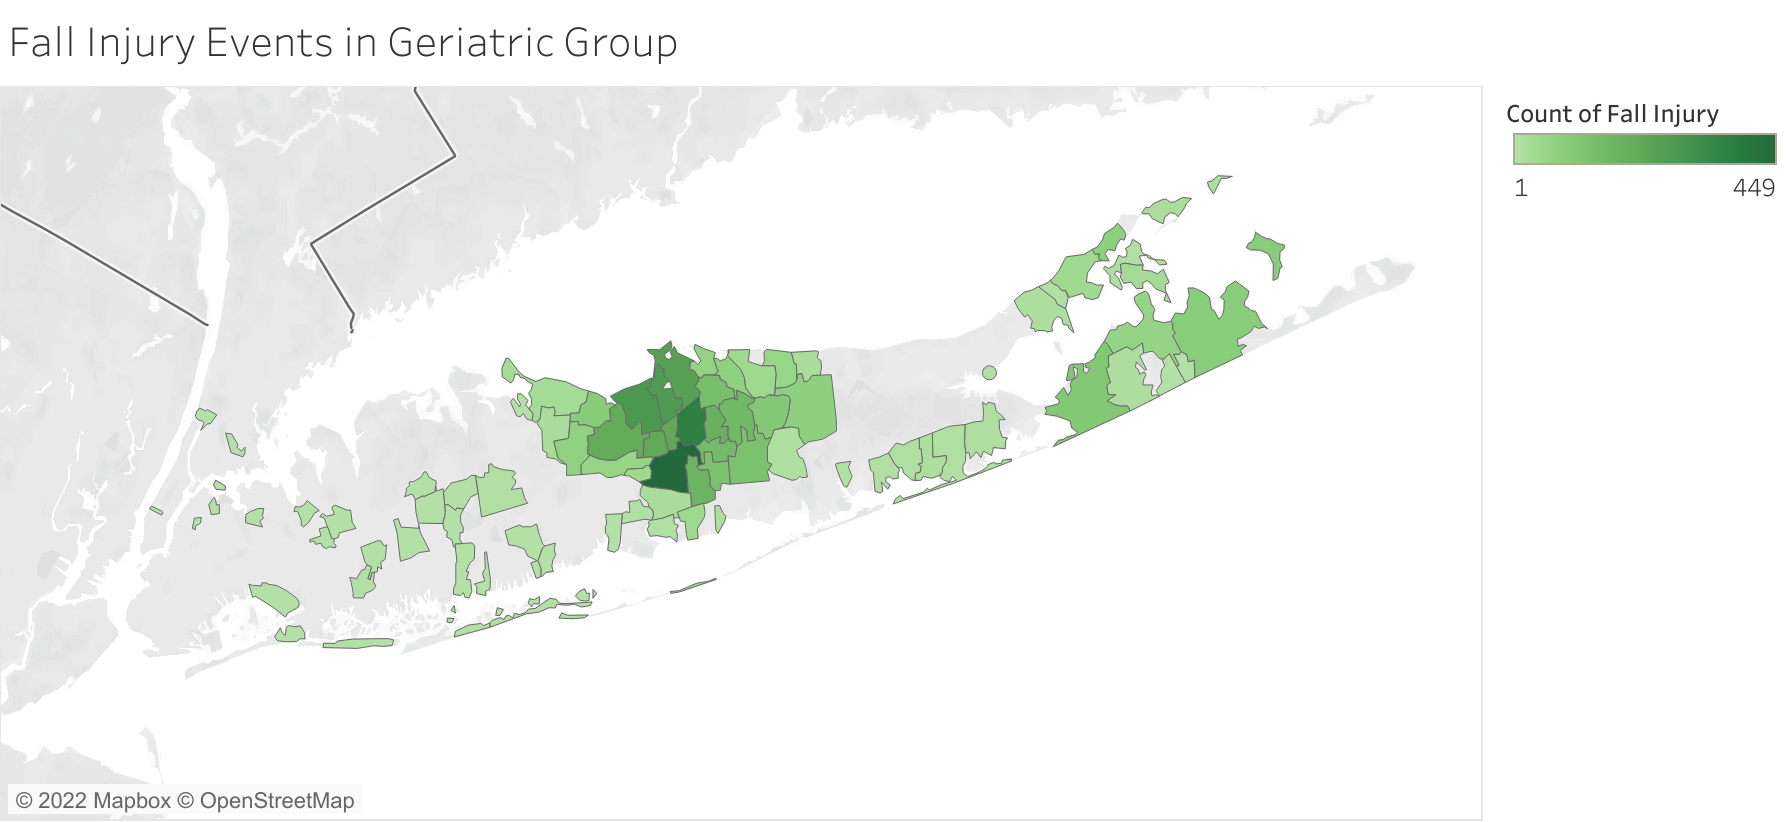 Fall Injury Events in Geriatric Group
Count of Fall Injury
1 449
© 2022 Mapbox © OpenStreetMap